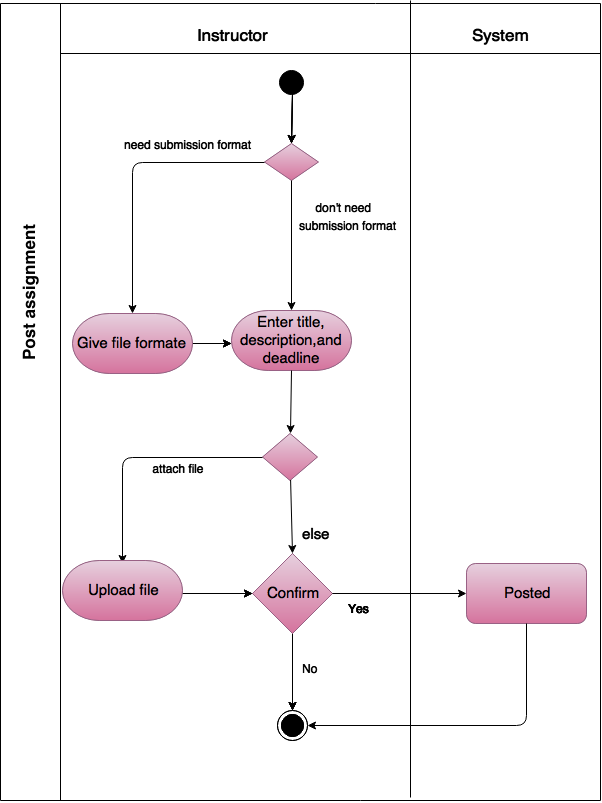 Instructor
System
Post assignment
need submission format
don't need
submission format
Give file formate
Enter title,
description,and
deadline
attach file
else
Upload file
Confirm
Yes
Posted
No